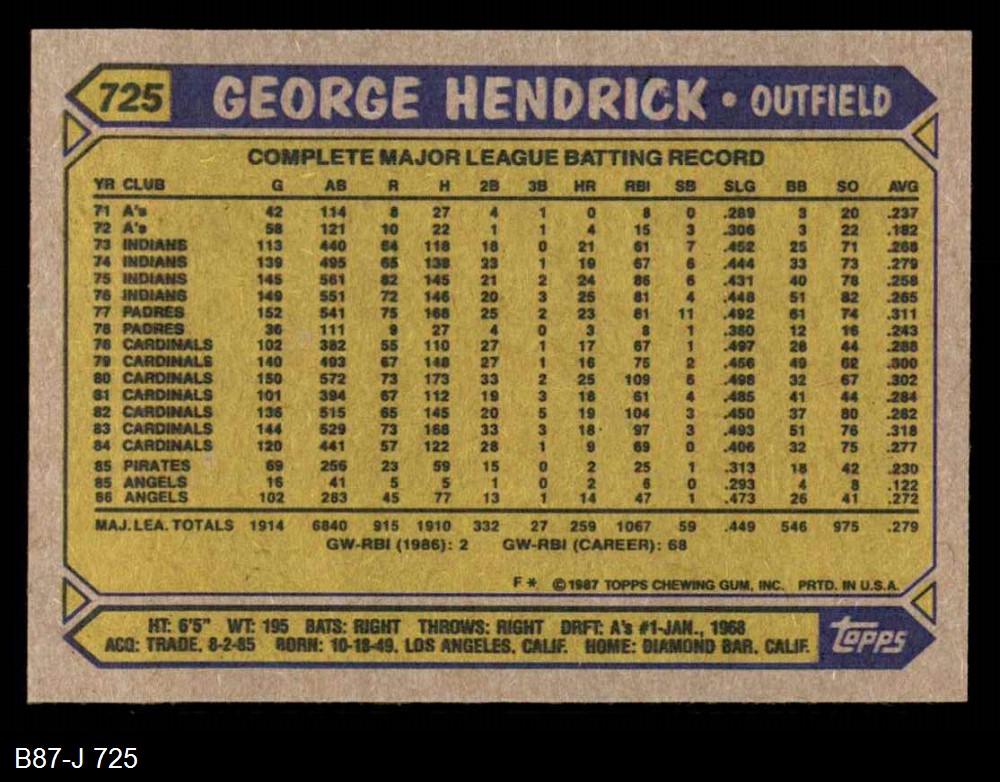 725 GEORGE HENDRICK • OUTFIELD
COMPLETE MAJOR LEAGUE BATTING RECORD
YR CLUB G AB R H 2B 3B HR RBI SB SLG BB SO AVG
71 A's 42 114 8 27 4 1 0 8 0 .289 3 20 .237
72 A's 58 121 10 22 1 1 4 15 3 .306 3 22 .182
73 INDIANS 113 440 64 118 18 0 21 61 7 .452 25 71 .268
74 INDIANS 139 495 65 138 23 1 19 67 6 .444 33 73 .279
75 INDIANS 145 561 82 145 21 2 24 86 6 .431 40 78 .258
76 INDIANS 149 551 72 146 20 3 25 81 4 .448 51 82 .265
77 PADRES 152 541 75 168 25 2 23 81 11 .492 61 74 .311
78 PADRES 36 111 9 27 4 0 3 8 1 .360 12 16 .243
78 CARDINALS 102 382 55 110 27 1 17 67 1 .497 28 44 .288
79 CARDINALS 140 493 67 148 27 1 16 75 2 .456 49 62 .300
80 CARDINALS 150 572 73 173 33 2 25 109 6 .498 32 67 .302
81 CARDINALS 101 394 67 112 19 3 18 61 4 .485 41 44 .284
82 CARDINALS 136 515 65 145 20 5 19 104 3 .450 37 80 .282
83 CARDINALS 144 529 73 168 33 3 18 97 3 .493 51 76 .318
84 CARDINALS 120 441 57 122 28 1 9 69 0 .406 32 75 .277
85 PIRATES 69 256 23 59 15 0 2 25 1 .313 18 42 .230
85 ANGELS 16 41 5 5 1 0 2 6 0 .293 4 8 .122
86 ANGELS 102 283 45 77 13 1 14 47 1 .473 26 41 .272
MAJ. LEA. TOTALS 1914 6840 915 1910 332 27 259 1067 59 .449 546 975 .279
GW-RBI (1986): 2 GW-RBI (CAREER): 68
F * © 1987 TOPPS CHEWING GUM, INC. PRTD. IN U.S.A.
HT: 6'5" WT: 195 BATS: RIGHT THROWS: RIGHT DRFT: A's #1-JAN., 1968
ACQ: TRADE, 8-2-85 BORN: 10-18-49, LOS ANGELES, CALIF. HOME: DIAMOND BAR, CALIF.
topps
B87-J 725